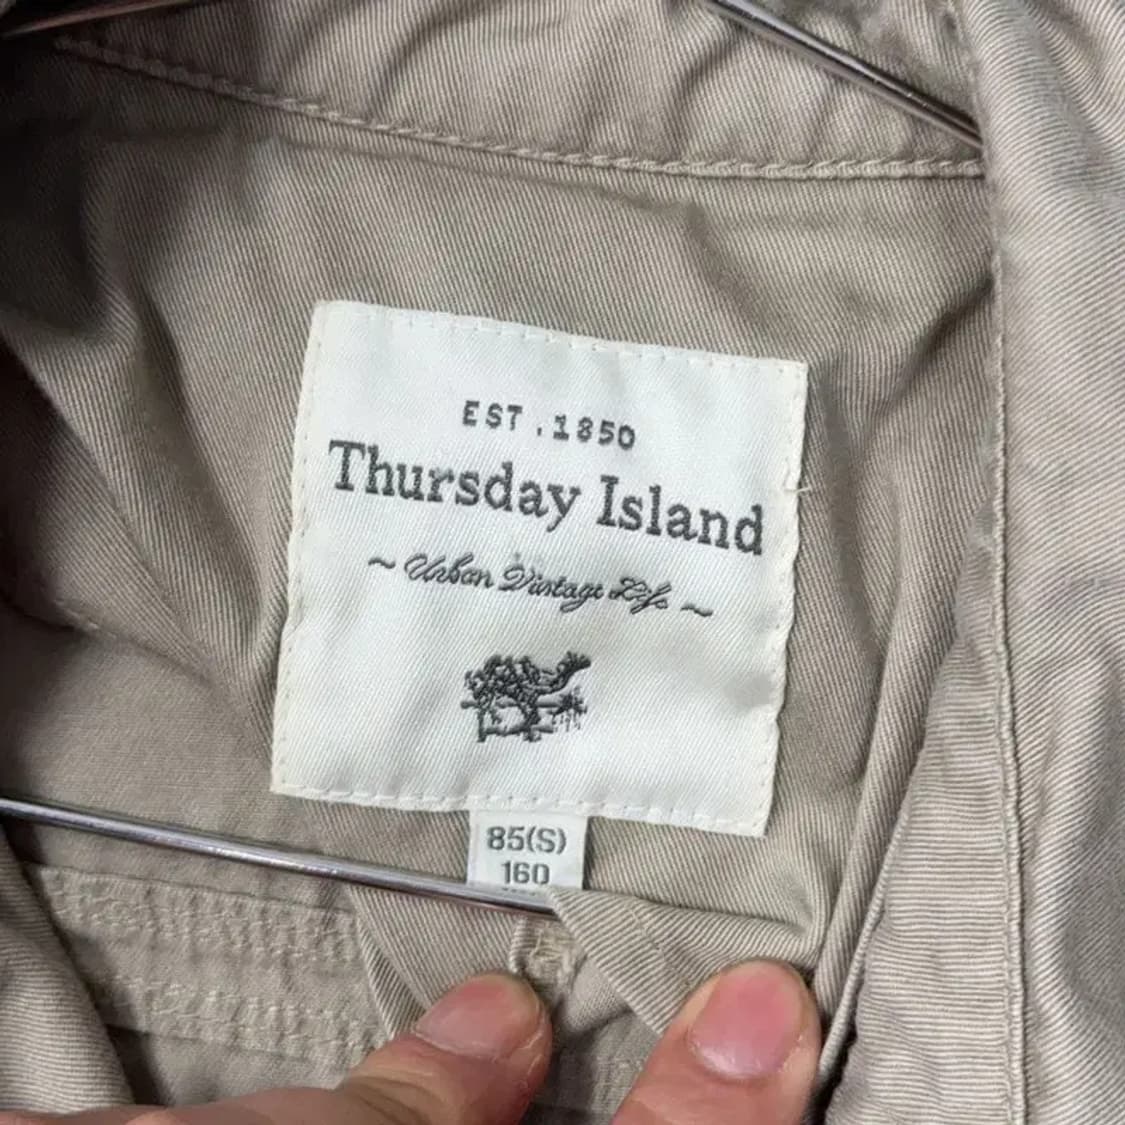 EST.1850
Thursday Island
~ Urban Vintage Life ~
85(S)
160